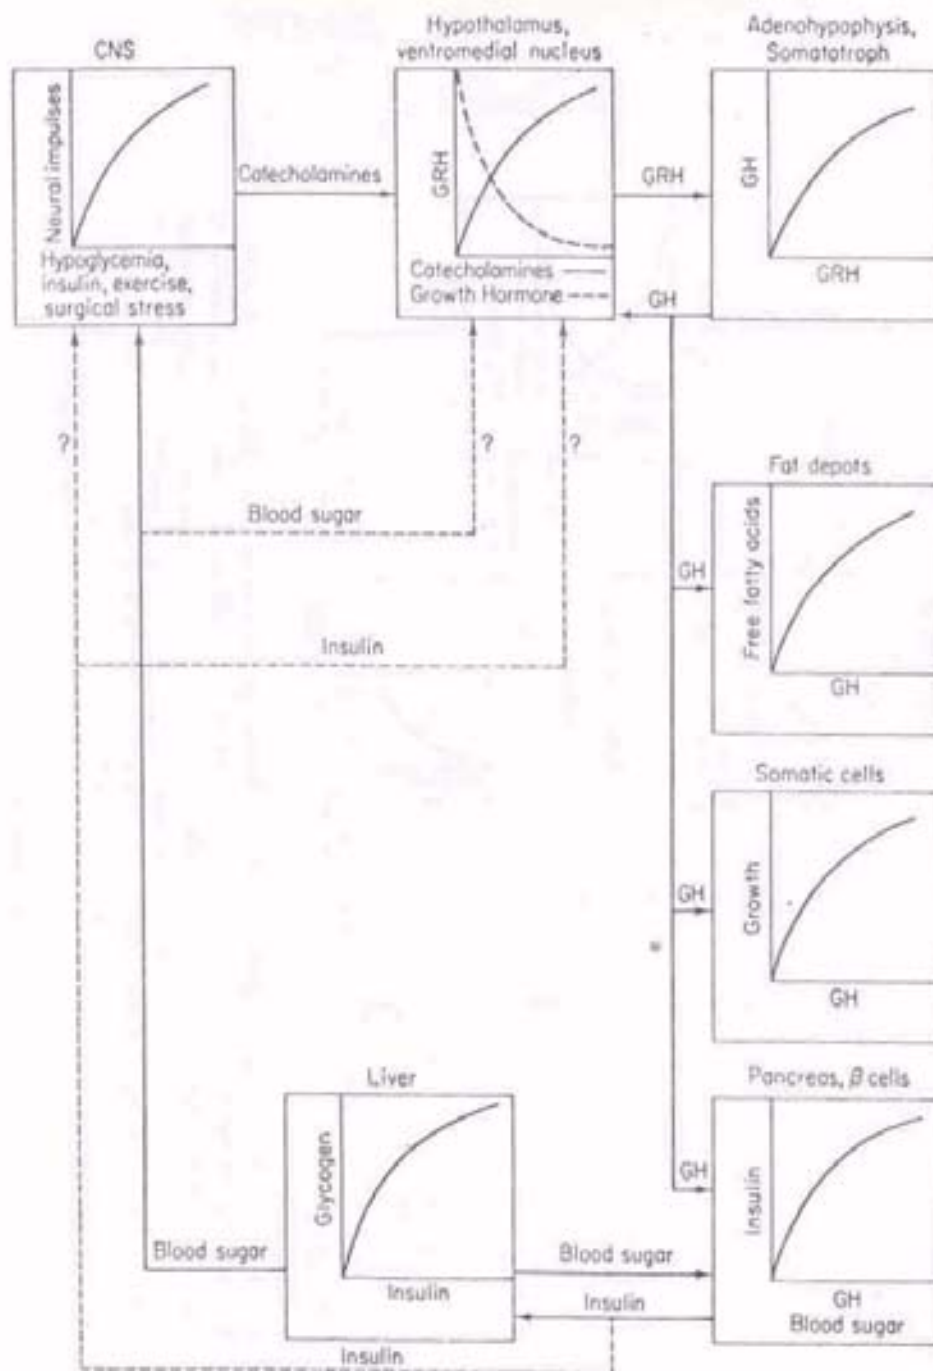 CNS
Hypothalamus,
ventromedial nucleus
Adenohypophysis,
Somatotroph
Neural impulses
Hypoglycemia,
insulin, exercise,
surgical stress
Catecholamines
GRH
Catecholamines
Growth Hormone
GRH
GH
GH
GRH
?
?
?
Blood sugar
Insulin
Fat depots
GH
Free fatty acids
GH
Somatic cells
GH
Growth
GH
Liver
Glycogen
Insulin
Pancreas, β cells
GH
Insulin
GH
Blood sugar
Blood sugar
Blood sugar
Insulin
Insulin